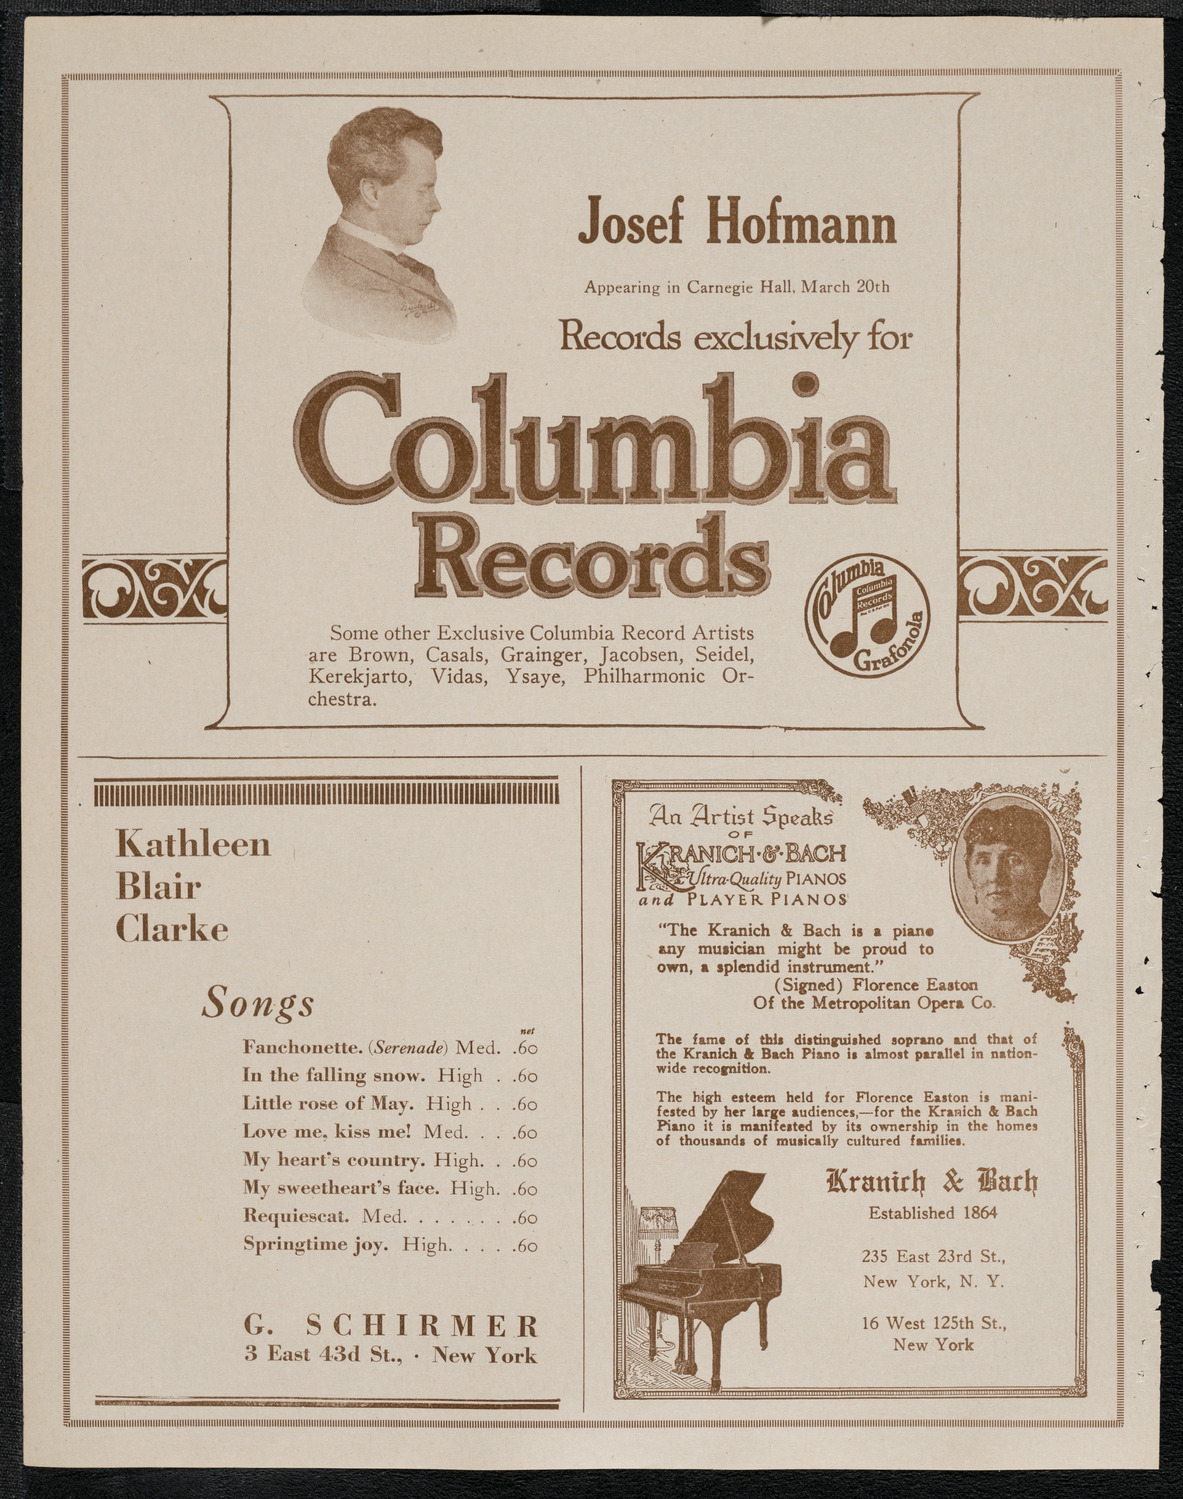 Josef Hofmann
Appearing in Carnegie Hall, March 20th
Records exclusively for
Columbia
Records
Some other Exclusive Columbia Record Artists
are Brown, Casals, Grainger, Jacobsen, Seidel,
Kerekjarto, Vidas, Ysaye, Philharmonic Or-
chestra.
Columbia
Columbia
Records
Grafonola
Kathleen
Blair
Clarke
Songs
net
Fanchonette. (Serenade) Med. .60
In the falling snow. High . .60
Little rose of May. High . . .60
Love me, kiss me! Med. . . .60
My heart's country. High. . .60
My sweetheart's face. High. .60
Requiescat. Med. . . . . . . .60
Springtime joy. High. . . . .60
G. SCHIRMER
3 East 43d St., · New York
An Artist Speaks
OF
KRANICH·&·BACH
Ultra-Quality PIANOS
and PLAYER PIANOS
"The Kranich & Bach is a piano
any musician might be proud to
own, a splendid instrument."
(Signed) Florence Easton
Of the Metropolitan Opera Co.
The fame of this distinguished soprano and that of
the Kranich & Bach Piano is almost parallel in nation-
wide recognition.
The high esteem held for Florence Easton is mani-
fested by her large audiences,—for the Kranich & Bach
Piano it is manifested by its ownership in the homes
of thousands of musically cultured families.
Kranich & Bach
Established 1864
235 East 23rd St.,
New York, N. Y.
16 West 125th St.,
New York